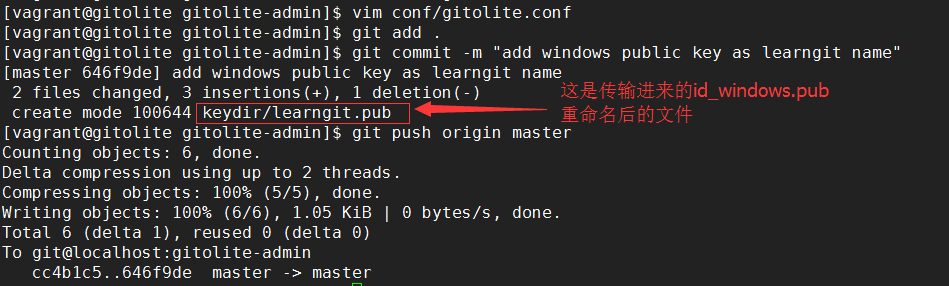 [vagrant@gitolite gitolite-admin]$ vim conf/gitolite.conf
[vagrant@gitolite gitolite-admin]$ git add .
[vagrant@gitolite gitolite-admin]$ git commit -m "add windows public key as learngit name"
[master 646f9de] add windows public key as learngit name
 2 files changed, 3 insertions(+), 1 deletion(-)
 create mode 100644 keydir/learngit.pub
这是传输进来的id_windows.pub
重命名后的文件
[vagrant@gitolite gitolite-admin]$ git push origin master
Counting objects: 6, done.
Delta compression using up to 2 threads.
Compressing objects: 100% (5/5), done.
Writing objects: 100% (6/6), 1.05 KiB | 0 bytes/s, done.
Total 6 (delta 1), reused 0 (delta 0)
To git@localhost:gitolite-admin
   cc4b1c5..646f9de  master -> master